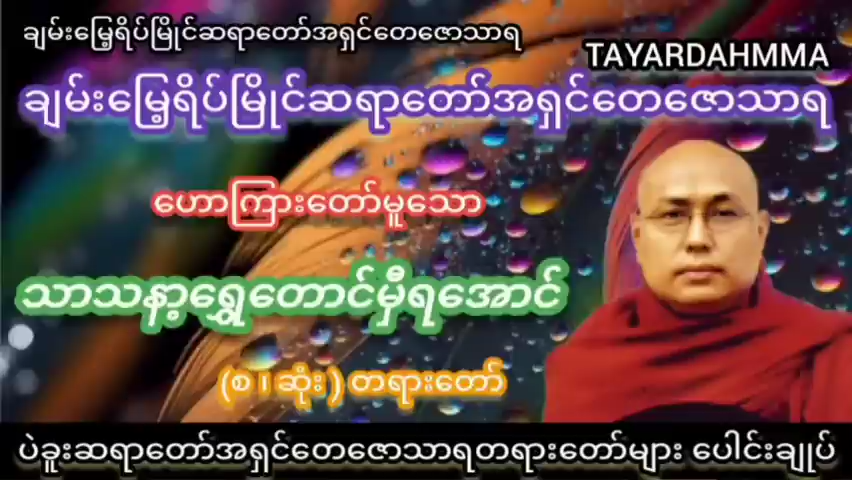 ချမ်းမြေ့ရိပ်မြိုင်ဆရာတော်အရှင်တေဇောသာရ
TAYARDAHMMA
ချမ်းမြေ့ရိပ်မြိုင်ဆရာတော်အရှင်တေဇောသာရ
ဟောကြားတော်မူသော
သာသနာ့ရွှေတောင်မှီရအောင်
(စ ၊ ဆုံး ) တရားတော်
ပဲခူးဆရာတော်အရှင်တေဇောသာရတရားတော်များ ပေါင်းချုပ်